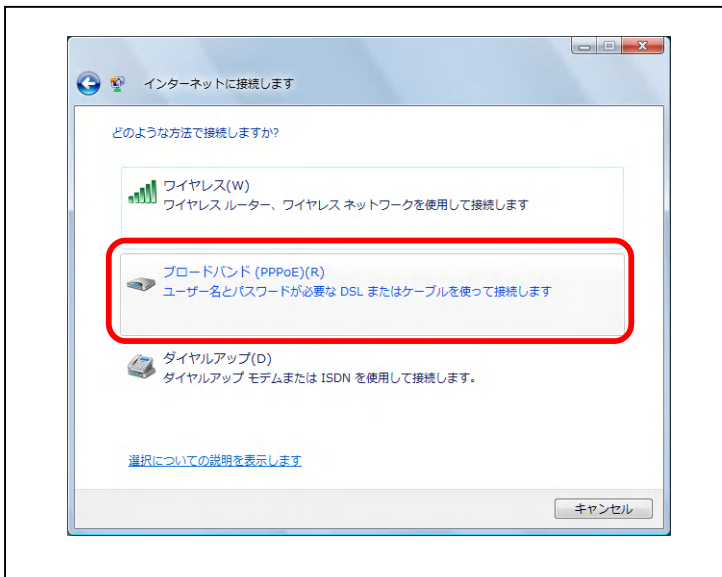 インターネットに接続します
どのような方法で接続しますか?
ワイヤレス(W)
ワイヤレス ルーター、ワイヤレス ネットワークを使用して接続します
ブロードバンド (PPPoE)(R)
ユーザー名とパスワードが必要な DSL またはケーブルを使って接続します
ダイヤルアップ(D)
ダイヤルアップ モデムまたは ISDN を使用して接続します。
選択についての説明を表示します
キャンセル